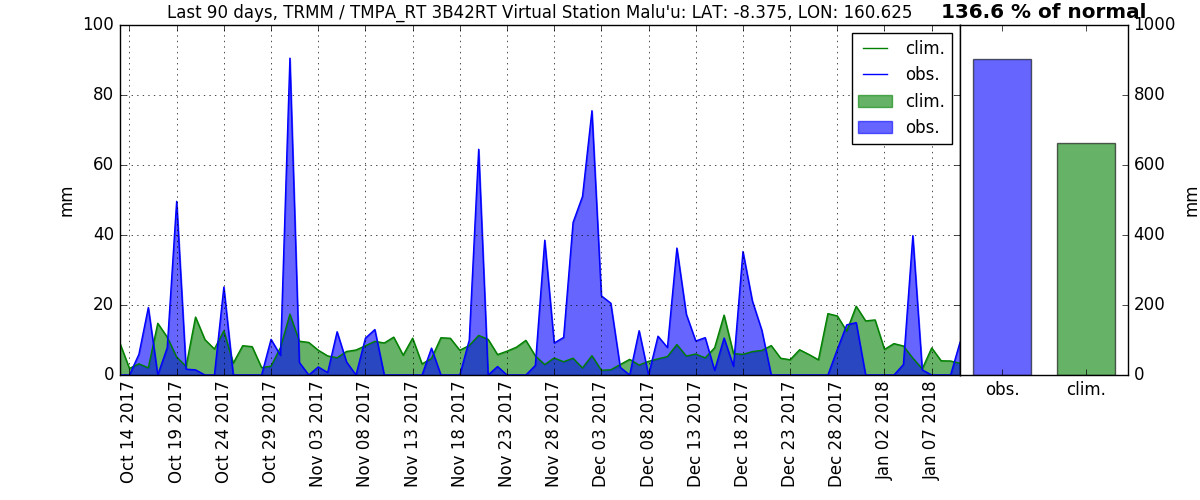 Last 90 days, TRMM / TMPA_RT 3B42RT Virtual Station Malu'u: LAT: -8.375, LON: 160.625
136.6 % of normal
100
80
60
40
20
0
mm
clim.
obs.
clim.
obs.
1000
800
600
400
200
0
mm
Oct 14 2017
Oct 19 2017
Oct 24 2017
Oct 29 2017
Nov 03 2017
Nov 08 2017
Nov 13 2017
Nov 18 2017
Nov 23 2017
Nov 28 2017
Dec 03 2017
Dec 08 2017
Dec 13 2017
Dec 18 2017
Dec 23 2017
Dec 28 2017
Jan 02 2018
Jan 07 2018
obs.
clim.